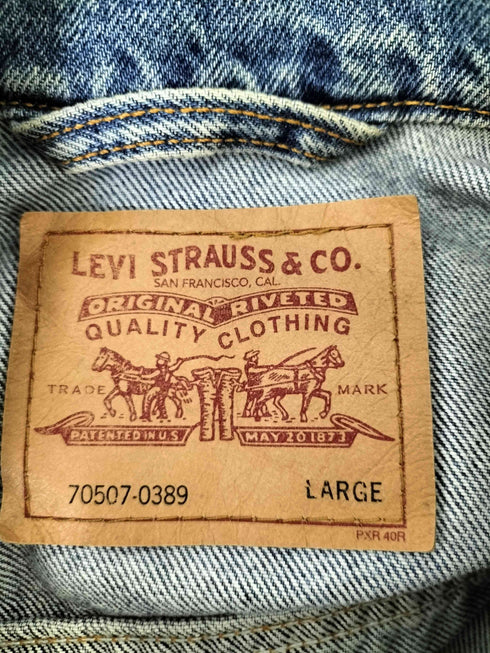 LEVI STRAUSS & CO.
SAN FRANCISCO, CAL.
ORIGINAL RIVETED
QUALITY CLOTHING
TRADE MARK
PATENTED IN U.S. MAY 20 1873
70507-0389 LARGE
PXR 40R